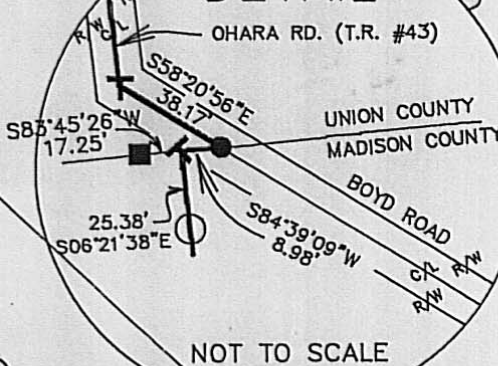 R/W
C/L
OHARA RD. (T.R. #43)
S58°20'56"E
38.17'
S83°45'26"W
17.25'
UNION COUNTY
MADISON COUNTY
BOYD ROAD
25.38'
S06°21'38"E
S84°39'09"W
8.98'
C/L
R/W
R/W
NOT TO SCALE